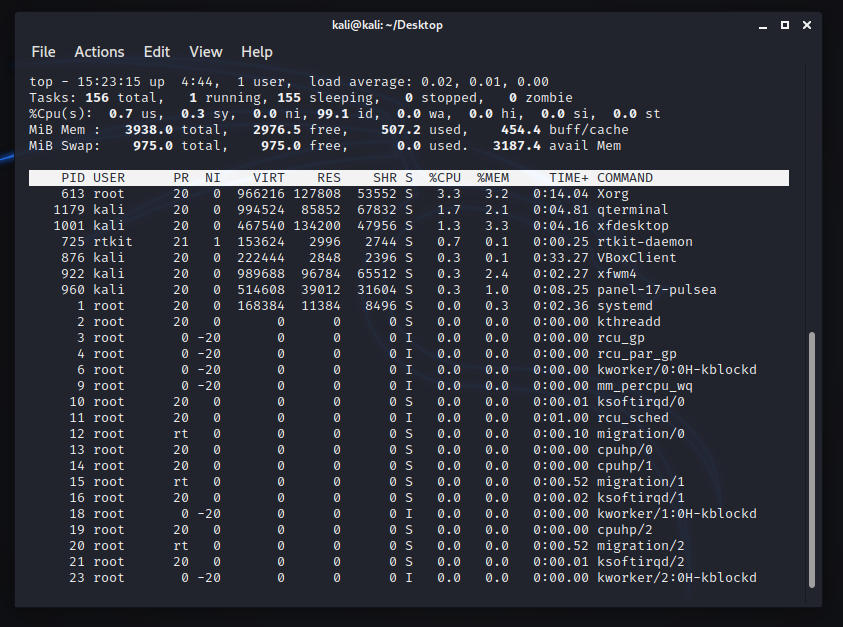 kali@kali: ~/Desktop
File Actions Edit View Help
top - 15:23:15 up  4:44,  1 user,  load average: 0.02, 0.01, 0.00
Tasks: 156 total,   1 running, 155 sleeping,   0 stopped,   0 zombie
%Cpu(s):  0.7 us,  0.3 sy,  0.0 ni, 99.1 id,  0.0 wa,  0.0 hi,  0.0 si,  0.0 st
MiB Mem :   3938.0 total,   2976.5 free,    507.2 used,    454.4 buff/cache
MiB Swap:    975.0 total,    975.0 free,      0.0 used.   3187.4 avail Mem
PID USER      PR  NI    VIRT    RES    SHR S  %CPU  %MEM     TIME+ COMMAND
613 root      20   0  966216 127808  53552 S   3.3   3.2   0:14.04 Xorg
1179 kali      20   0  994524  85852  67832 S   1.7   2.1   0:04.81 qterminal
1001 kali      20   0  467540 134200  47956 S   1.3   3.3   0:04.16 xfdesktop
725 rtkit     21   1  153624   2996   2744 S   0.7   0.1   0:00.25 rtkit-daemon
876 kali      20   0  222444   2848   2396 S   0.3   0.1   0:33.27 VBoxClient
922 kali      20   0  989688  96784  65512 S   0.3   2.4   0:02.27 xfwm4
960 kali      20   0  514608  39012  31604 S   0.3   1.0   0:08.25 panel-17-pulsea
1 root      20   0  168384  11384   8496 S   0.0   0.3   0:02.36 systemd
2 root      20   0       0      0      0 S   0.0   0.0   0:00.00 kthreadd
3 root       0 -20       0      0      0 I   0.0   0.0   0:00.00 rcu_gp
4 root       0 -20       0      0      0 I   0.0   0.0   0:00.00 rcu_par_gp
6 root       0 -20       0      0      0 I   0.0   0.0   0:00.00 kworker/0:0H-kblockd
9 root       0 -20       0      0      0 I   0.0   0.0   0:00.00 mm_percpu_wq
10 root      20   0       0      0      0 S   0.0   0.0   0:00.01 ksoftirqd/0
11 root      20   0       0      0      0 I   0.0   0.0   0:01.00 rcu_sched
12 root      rt   0       0      0      0 S   0.0   0.0   0:00.10 migration/0
13 root      20   0       0      0      0 S   0.0   0.0   0:00.00 cpuhp/0
14 root      20   0       0      0      0 S   0.0   0.0   0:00.00 cpuhp/1
15 root      rt   0       0      0      0 S   0.0   0.0   0:00.52 migration/1
16 root      20   0       0      0      0 S   0.0   0.0   0:00.02 ksoftirqd/1
18 root       0 -20       0      0      0 I   0.0   0.0   0:00.00 kworker/1:0H-kblockd
19 root      20   0       0      0      0 S   0.0   0.0   0:00.00 cpuhp/2
20 root      rt   0       0      0      0 S   0.0   0.0   0:00.52 migration/2
21 root      20   0       0      0      0 S   0.0   0.0   0:00.01 ksoftirqd/2
23 root       0 -20       0      0      0 I   0.0   0.0   0:00.00 kworker/2:0H-kblockd